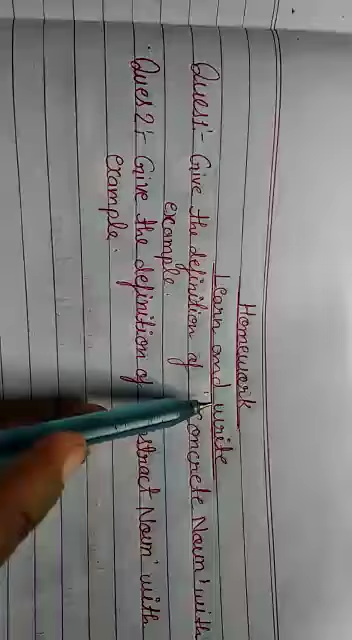 Homework
Learn and write
Ques1:- Give the definition of 'Concrete Noun' with
example.
Ques2:- Give the definition of stract Noun' with
example.